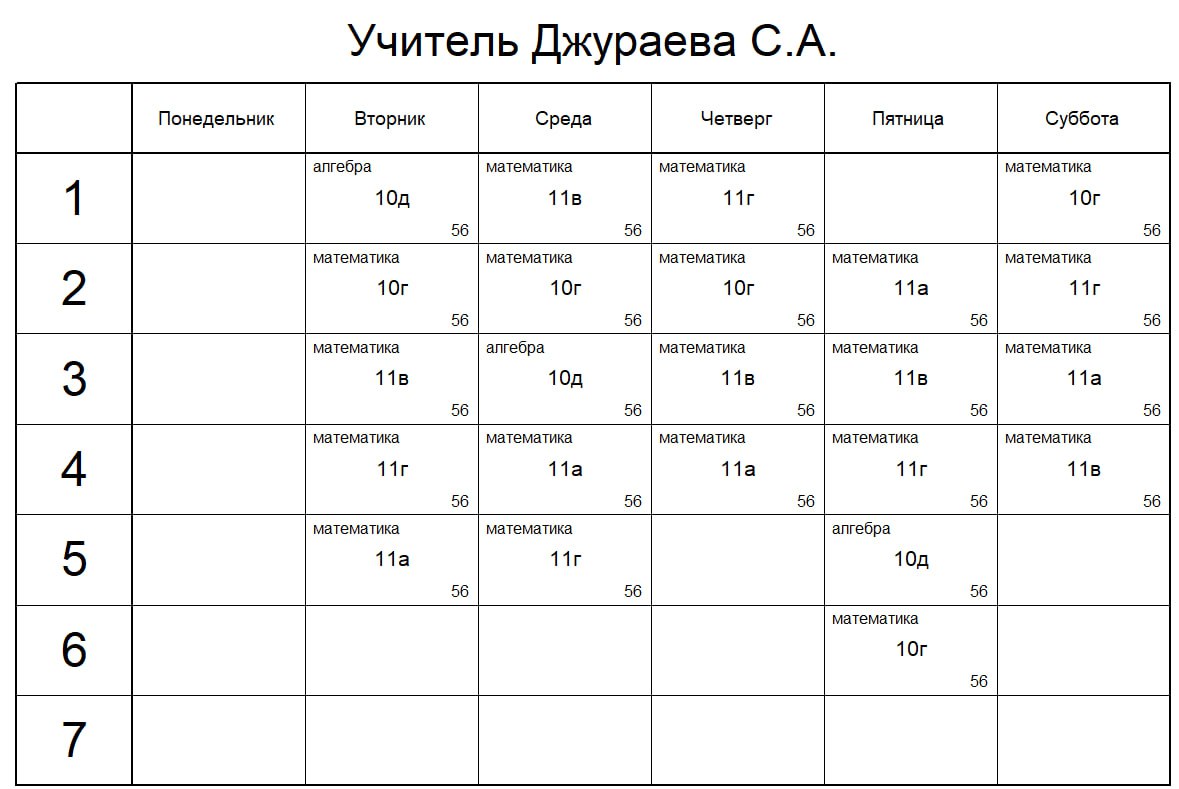 Учитель Джураева С.А.
Понедельник Вторник Среда Четверг Пятница Суббота
1
алгебра математика математика математика
10д 11в 11г 10г
56 56 56 56
2
математика математика математика математика математика
10г 10г 10г 11а 11г
56 56 56 56 56
3
математика алгебра математика математика математика
11в 10д 11в 11в 11а
56 56 56 56 56
4
математика математика математика математика математика
11г 11а 11а 11г 11в
56 56 56 56 56
5
математика математика алгебра
11а 11г 10д
56 56 56
6
математика
10г
56
7